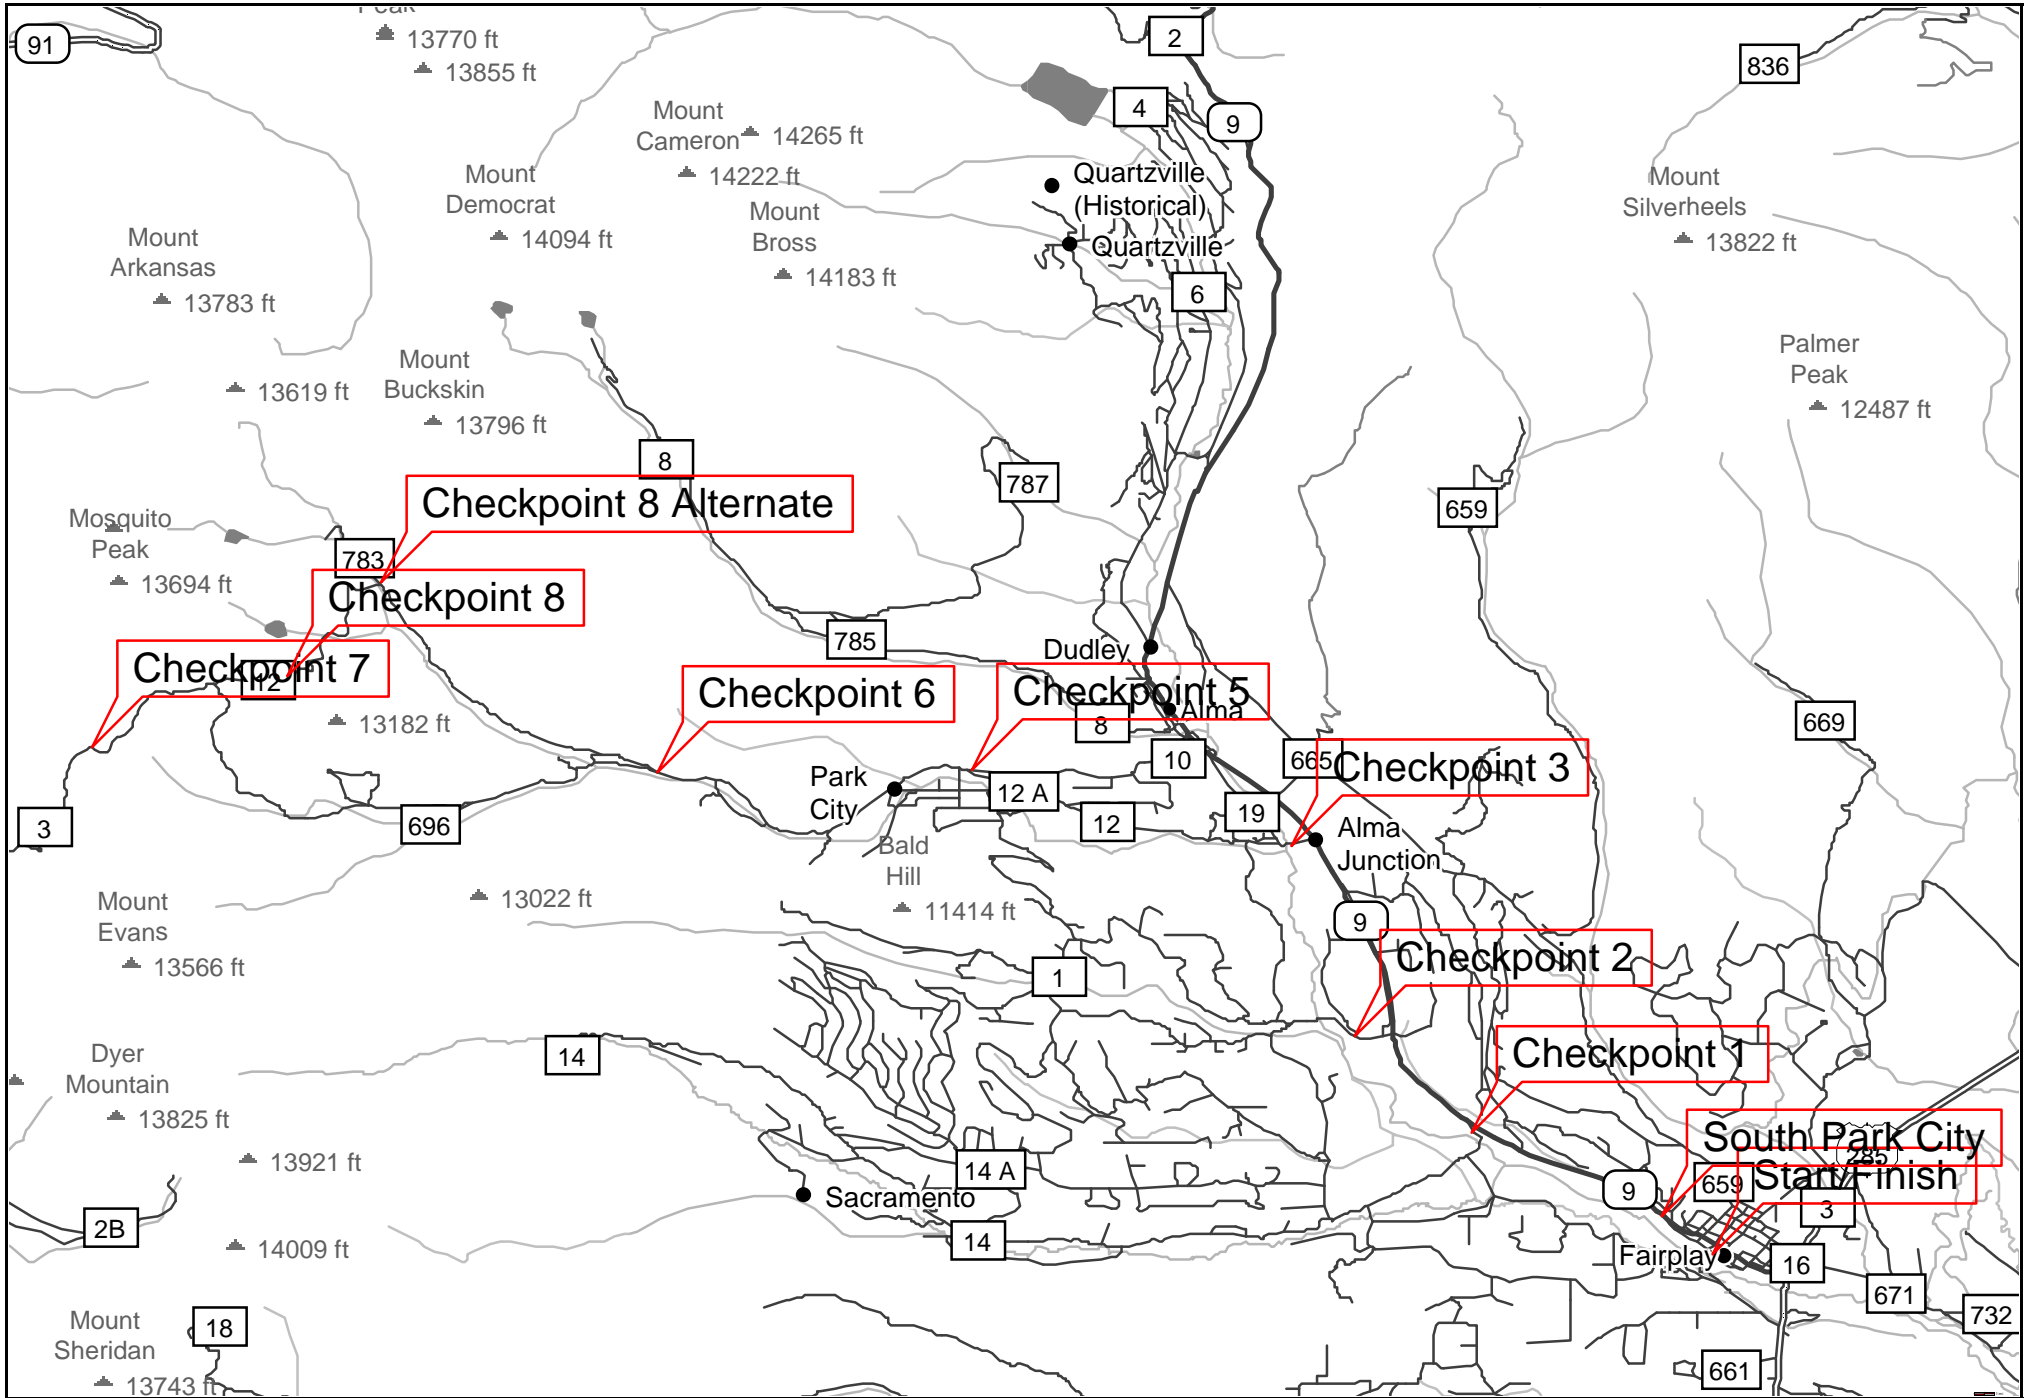 Peak
13770 ft
13855 ft
91
2
836
4
9
Mount
Cameron
14265 ft
14222 ft
Mount
Democrat
14094 ft
Mount
Bross
14183 ft
Quartzville
(Historical)
Quartzville
6
Mount
Silverheels
13822 ft
Mount
Arkansas
13783 ft
13619 ft
Mount
Buckskin
13796 ft
Palmer
Peak
12487 ft
8
787
659
Checkpoint 8 Alternate
Mosquito
Peak
13694 ft
783
Checkpoint 8
Checkpoint 7
12
13182 ft
785
Dudley
Checkpoint 6
Checkpoint 5
Alma
8
10
665
Checkpoint 3
669
3
696
Park
City
12 A
12
19
Alma
Junction
Bald
Hill
11414 ft
13022 ft
Mount
Evans
13566 ft
9
Checkpoint 2
1
Checkpoint 1
14
Dyer
Mountain
13825 ft
13921 ft
14 A
Sacramento
South Park City
285
Start/Finish
9
659
3
2B
14009 ft
14
Fairplay
16
671
732
18
Mount
Sheridan
13743 ft
661